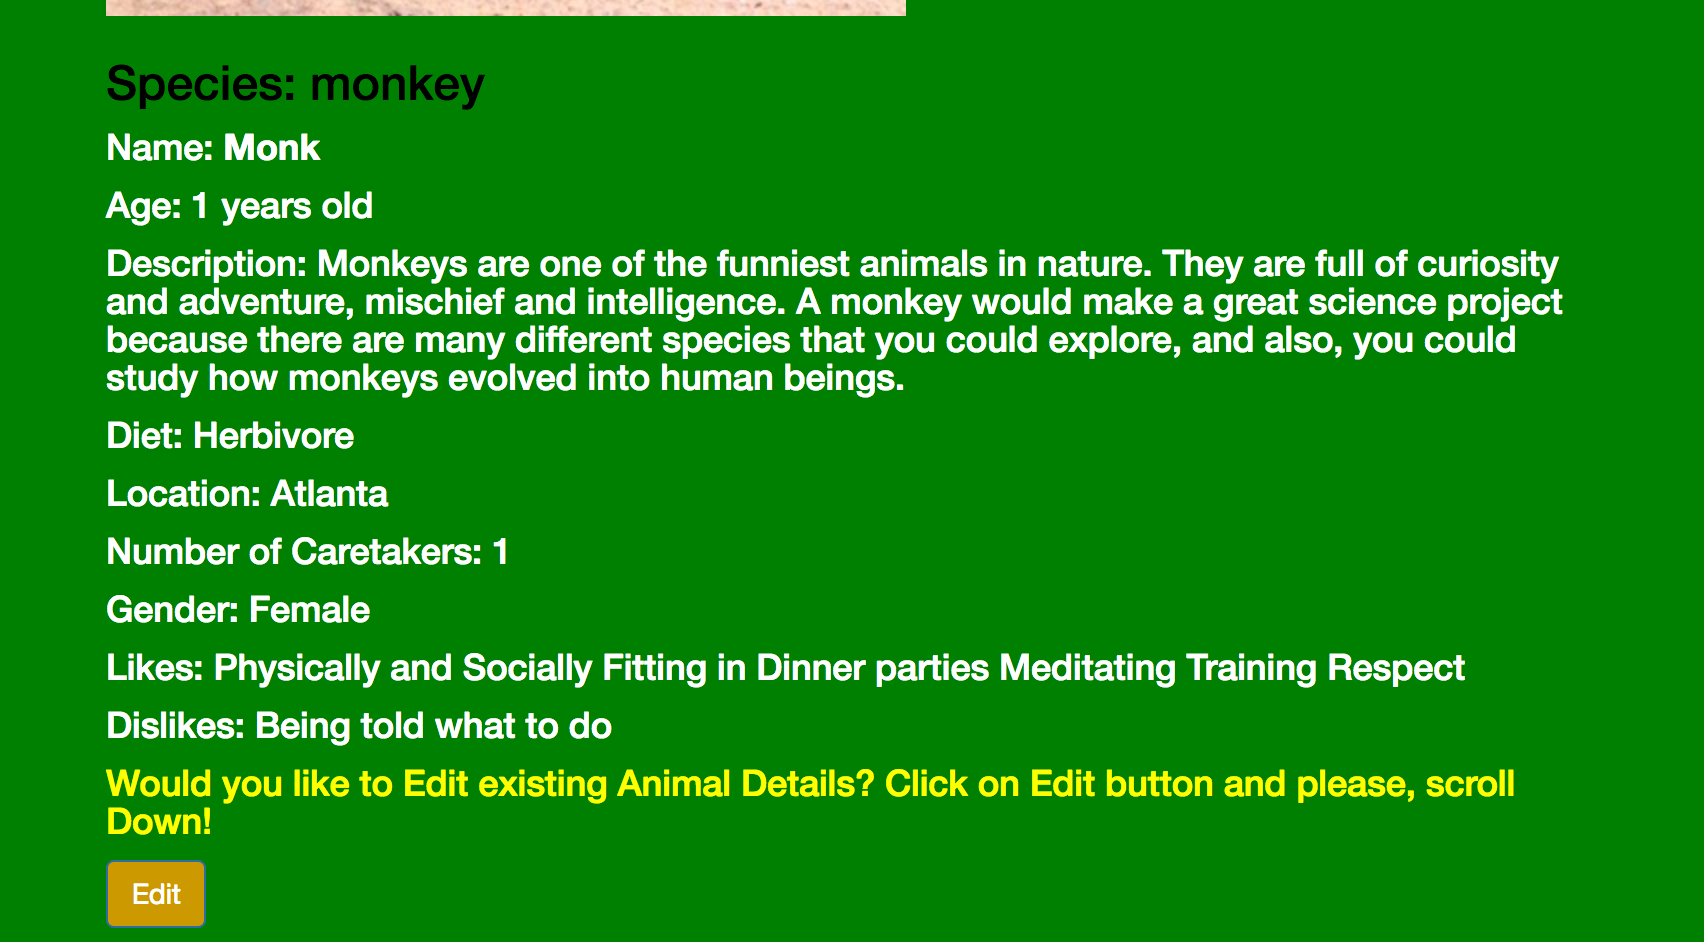 Species: monkey
Name: Monk
Age: 1 years old
Description: Monkeys are one of the funniest animals in nature. They are full of curiosity
and adventure, mischief and intelligence. A monkey would make a great science project
because there are many different species that you could explore, and also, you could
study how monkeys evolved into human beings.
Diet: Herbivore
Location: Atlanta
Number of Caretakers: 1
Gender: Female
Likes: Physically and Socially Fitting in Dinner parties Meditating Training Respect
Dislikes: Being told what to do
Would you like to Edit existing Animal Details? Click on Edit button and please, scroll
Down!
Edit